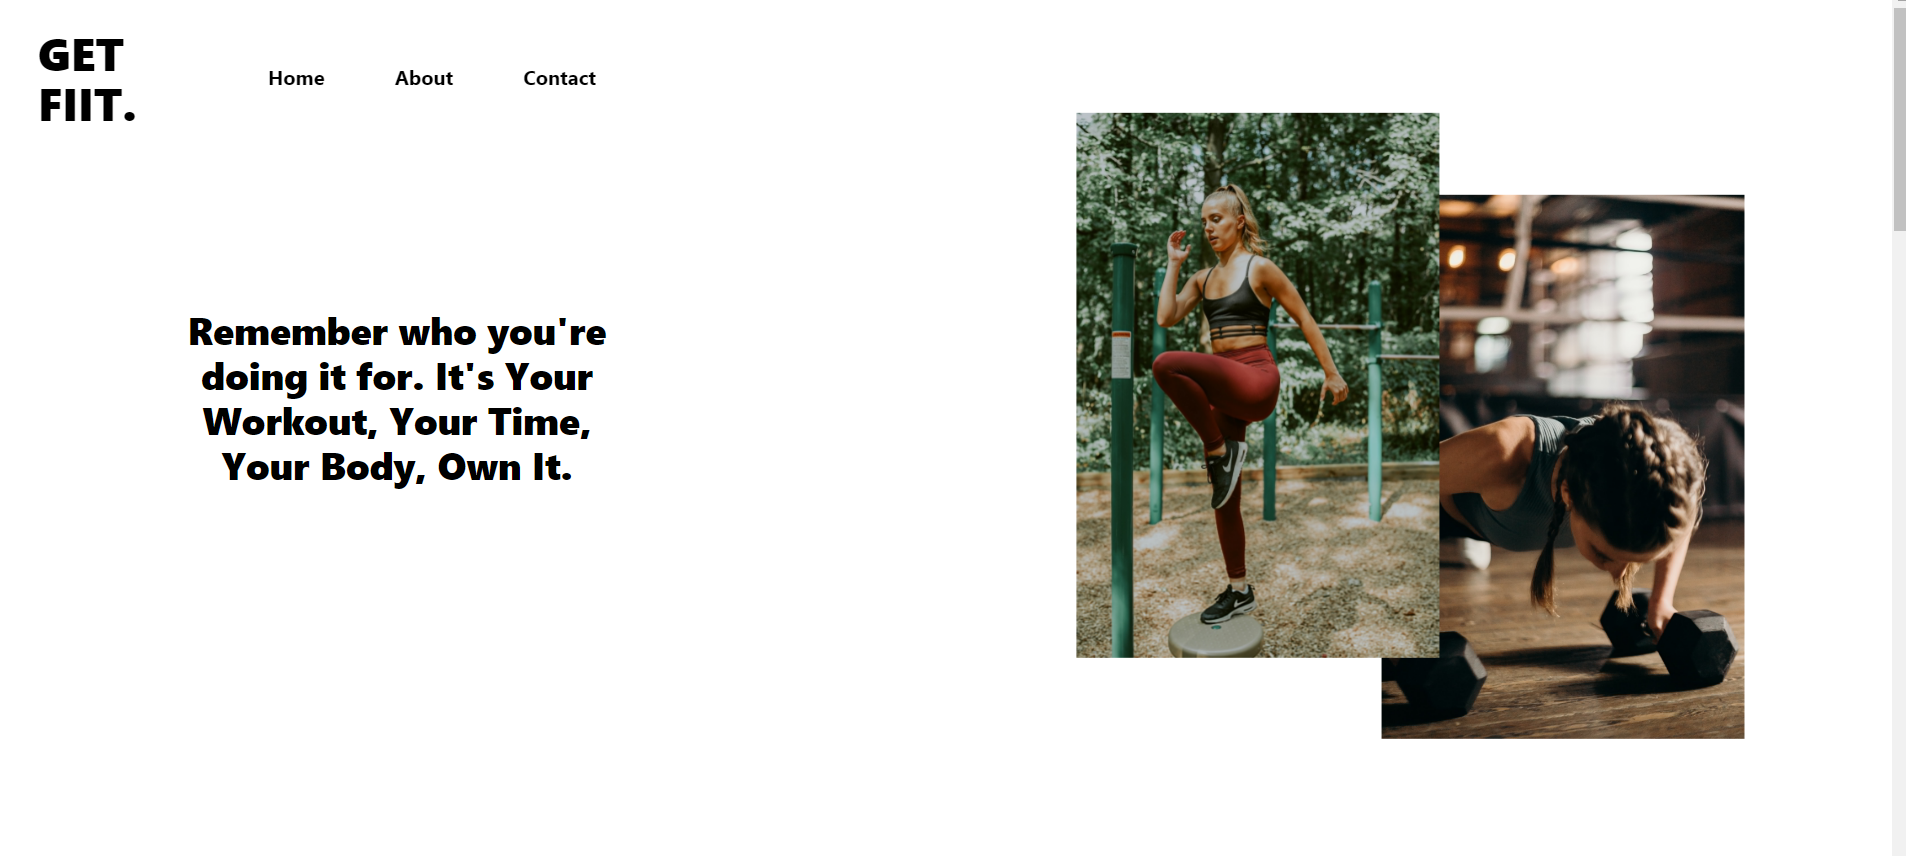 GET
FIIT.
Home About Contact
Remember who you're
doing it for. It's Your
Workout, Your Time,
Your Body, Own It.